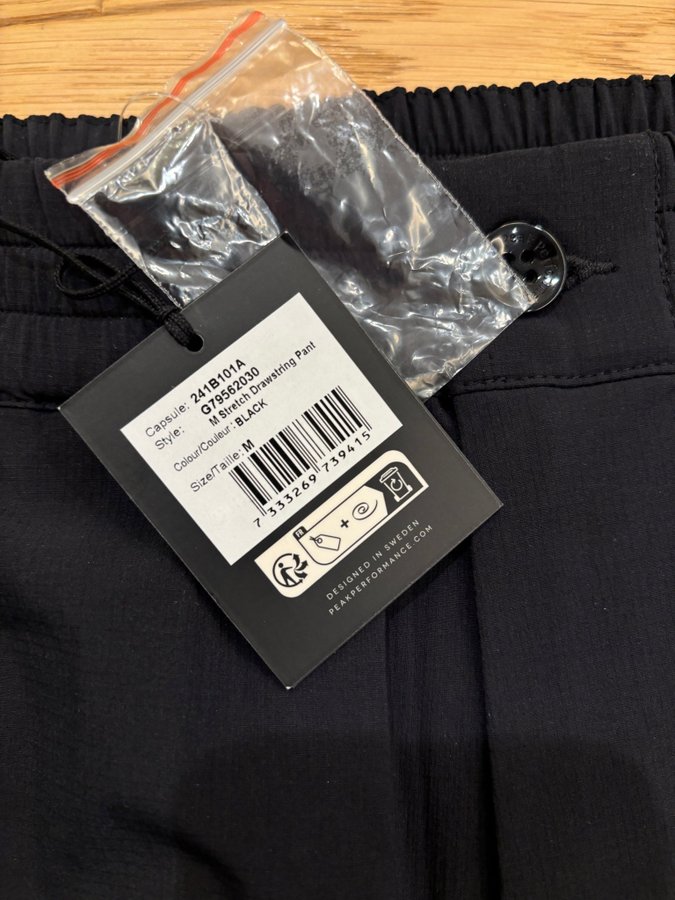 Capsule: 241B101A
Style: G79562030
M Stretch Drawstring Pant
Colour/Couleur: BLACK
Size/Taille: M
7 333269 739415
FR
+
DESIGNED IN SWEDEN
PEAKPERFORMANCE.COM